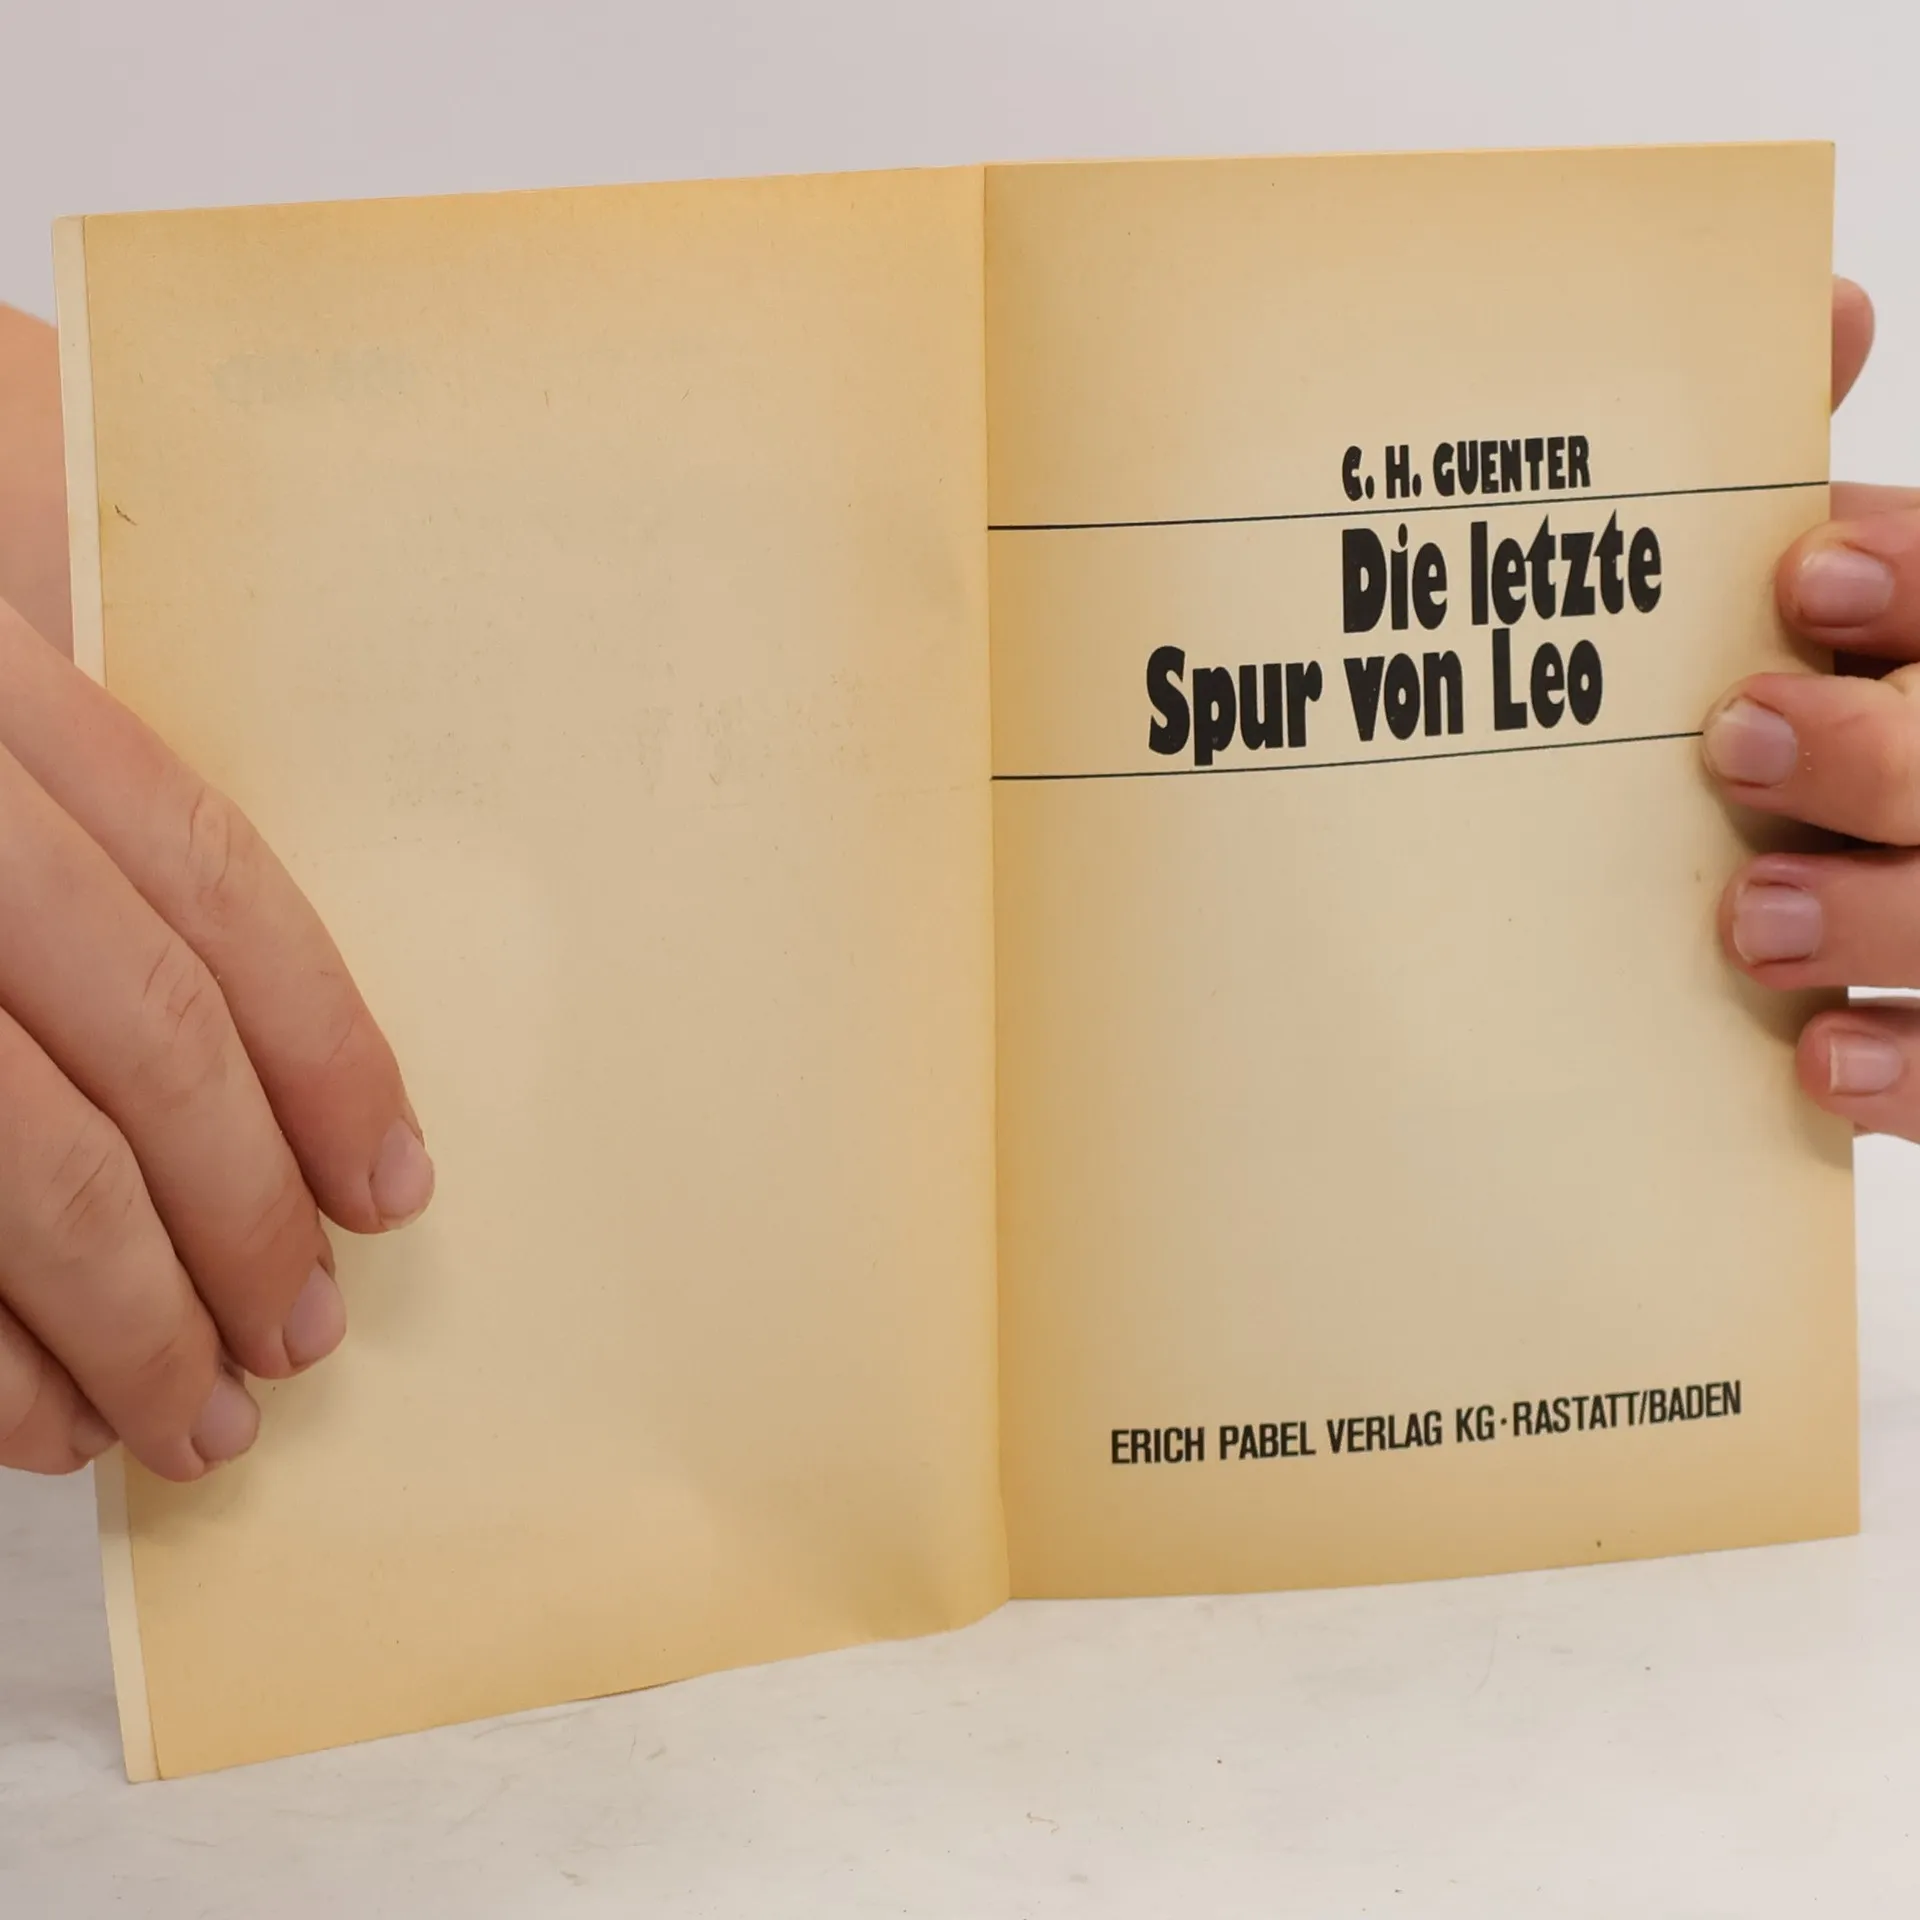 C. H. GUENTER
Die letzte
Spur von Leo
ERICH PABEL VERLAG KG · RASTATT/BADEN